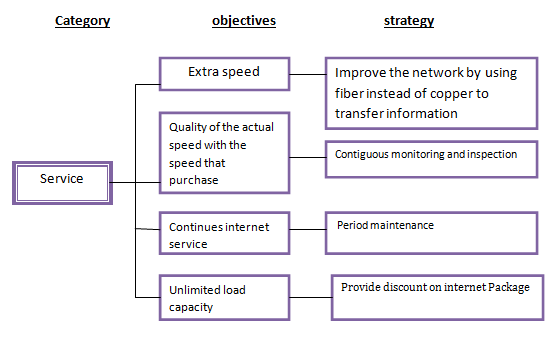 Category objectives strategy
Extra speed
Improve the network by using
fiber instead of copper to
transfer information
Quality of the actual
speed with the
speed that
purchase
Contiguous monitoring and inspection
Service
Continues internet
service
Period maintenance
Unlimited load
capacity
Provide discount on internet Package